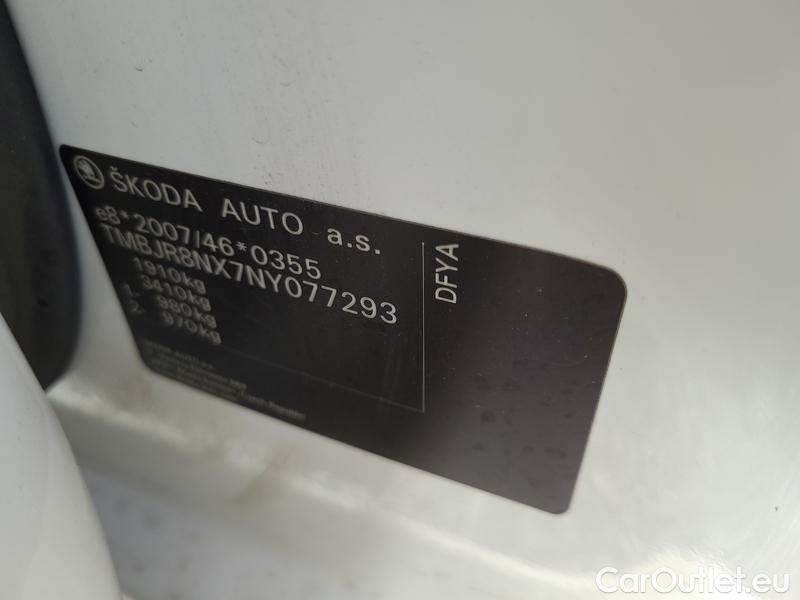 ŠKODA AUTO a.s.
e8*2007/46*0355
TMBJR8NX7NY077293
1910kg
3410kg
1- 980kg
2- 970kg
DFYA
CarOutlet.eu